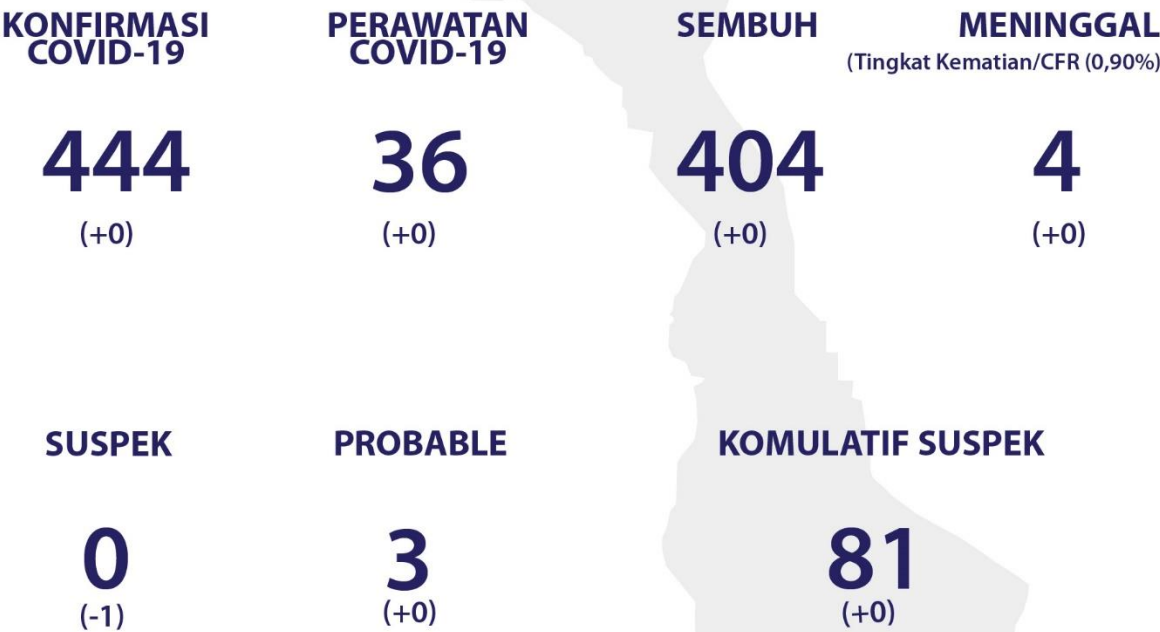 KONFIRMASI
COVID-19
PERAWATAN
COVID-19
SEMBUH
MENINGGAL
(Tingkat Kematian/CFR (0,90%)
444
36
404
4
(+0)
(+0)
(+0)
(+0)
SUSPEK
PROBABLE
KOMULATIF SUSPEK
0
3
81
(-1)
(+0)
(+0)